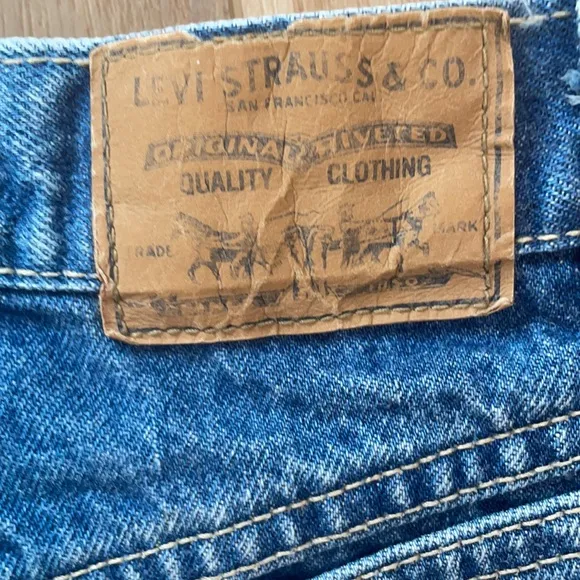 LEVI STRAUSS & CO.
SAN FRANCISCO CAL
ORIGINAL RIVETED
QUALITY CLOTHING
TRADE MARK